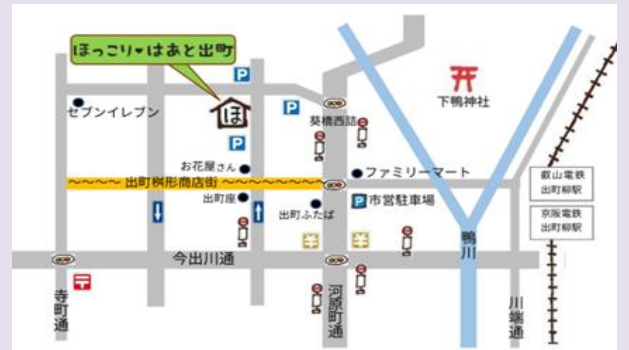 ほっこり♥はあと出町
P
下鴨神社
セブンイレブン
ほ
P
葵橋西詰
P
お花屋さん
ファミリーマート
出町桝形商店街
叡山電鉄
出町柳駅
出町座
出町ふたば
P市営駐車場
京阪電鉄
出町柳駅
今出川通
鴨川
寺町通
河原町通
川端通